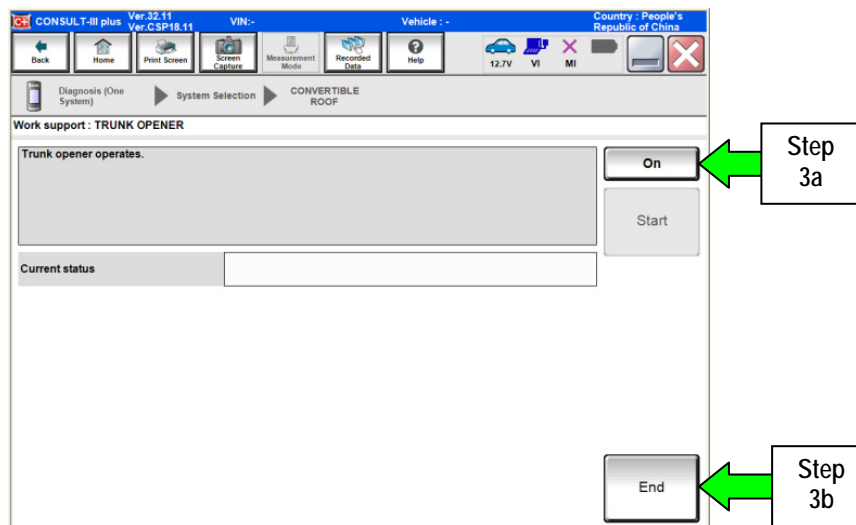 CONSULT-III plus Ver.32.11 VIN:- Vehicle : - Country : People's
Ver.CSP18.11 Republic of China
Back Home Print Screen Screen Capture Measurement Mode Recorded Data Help 12.7V VI MI
Diagnosis (One System) System Selection CONVERTIBLE ROOF
Work support : TRUNK OPENER
Trunk opener operates.
On
Step
3a
Start
Current status
End
Step
3b